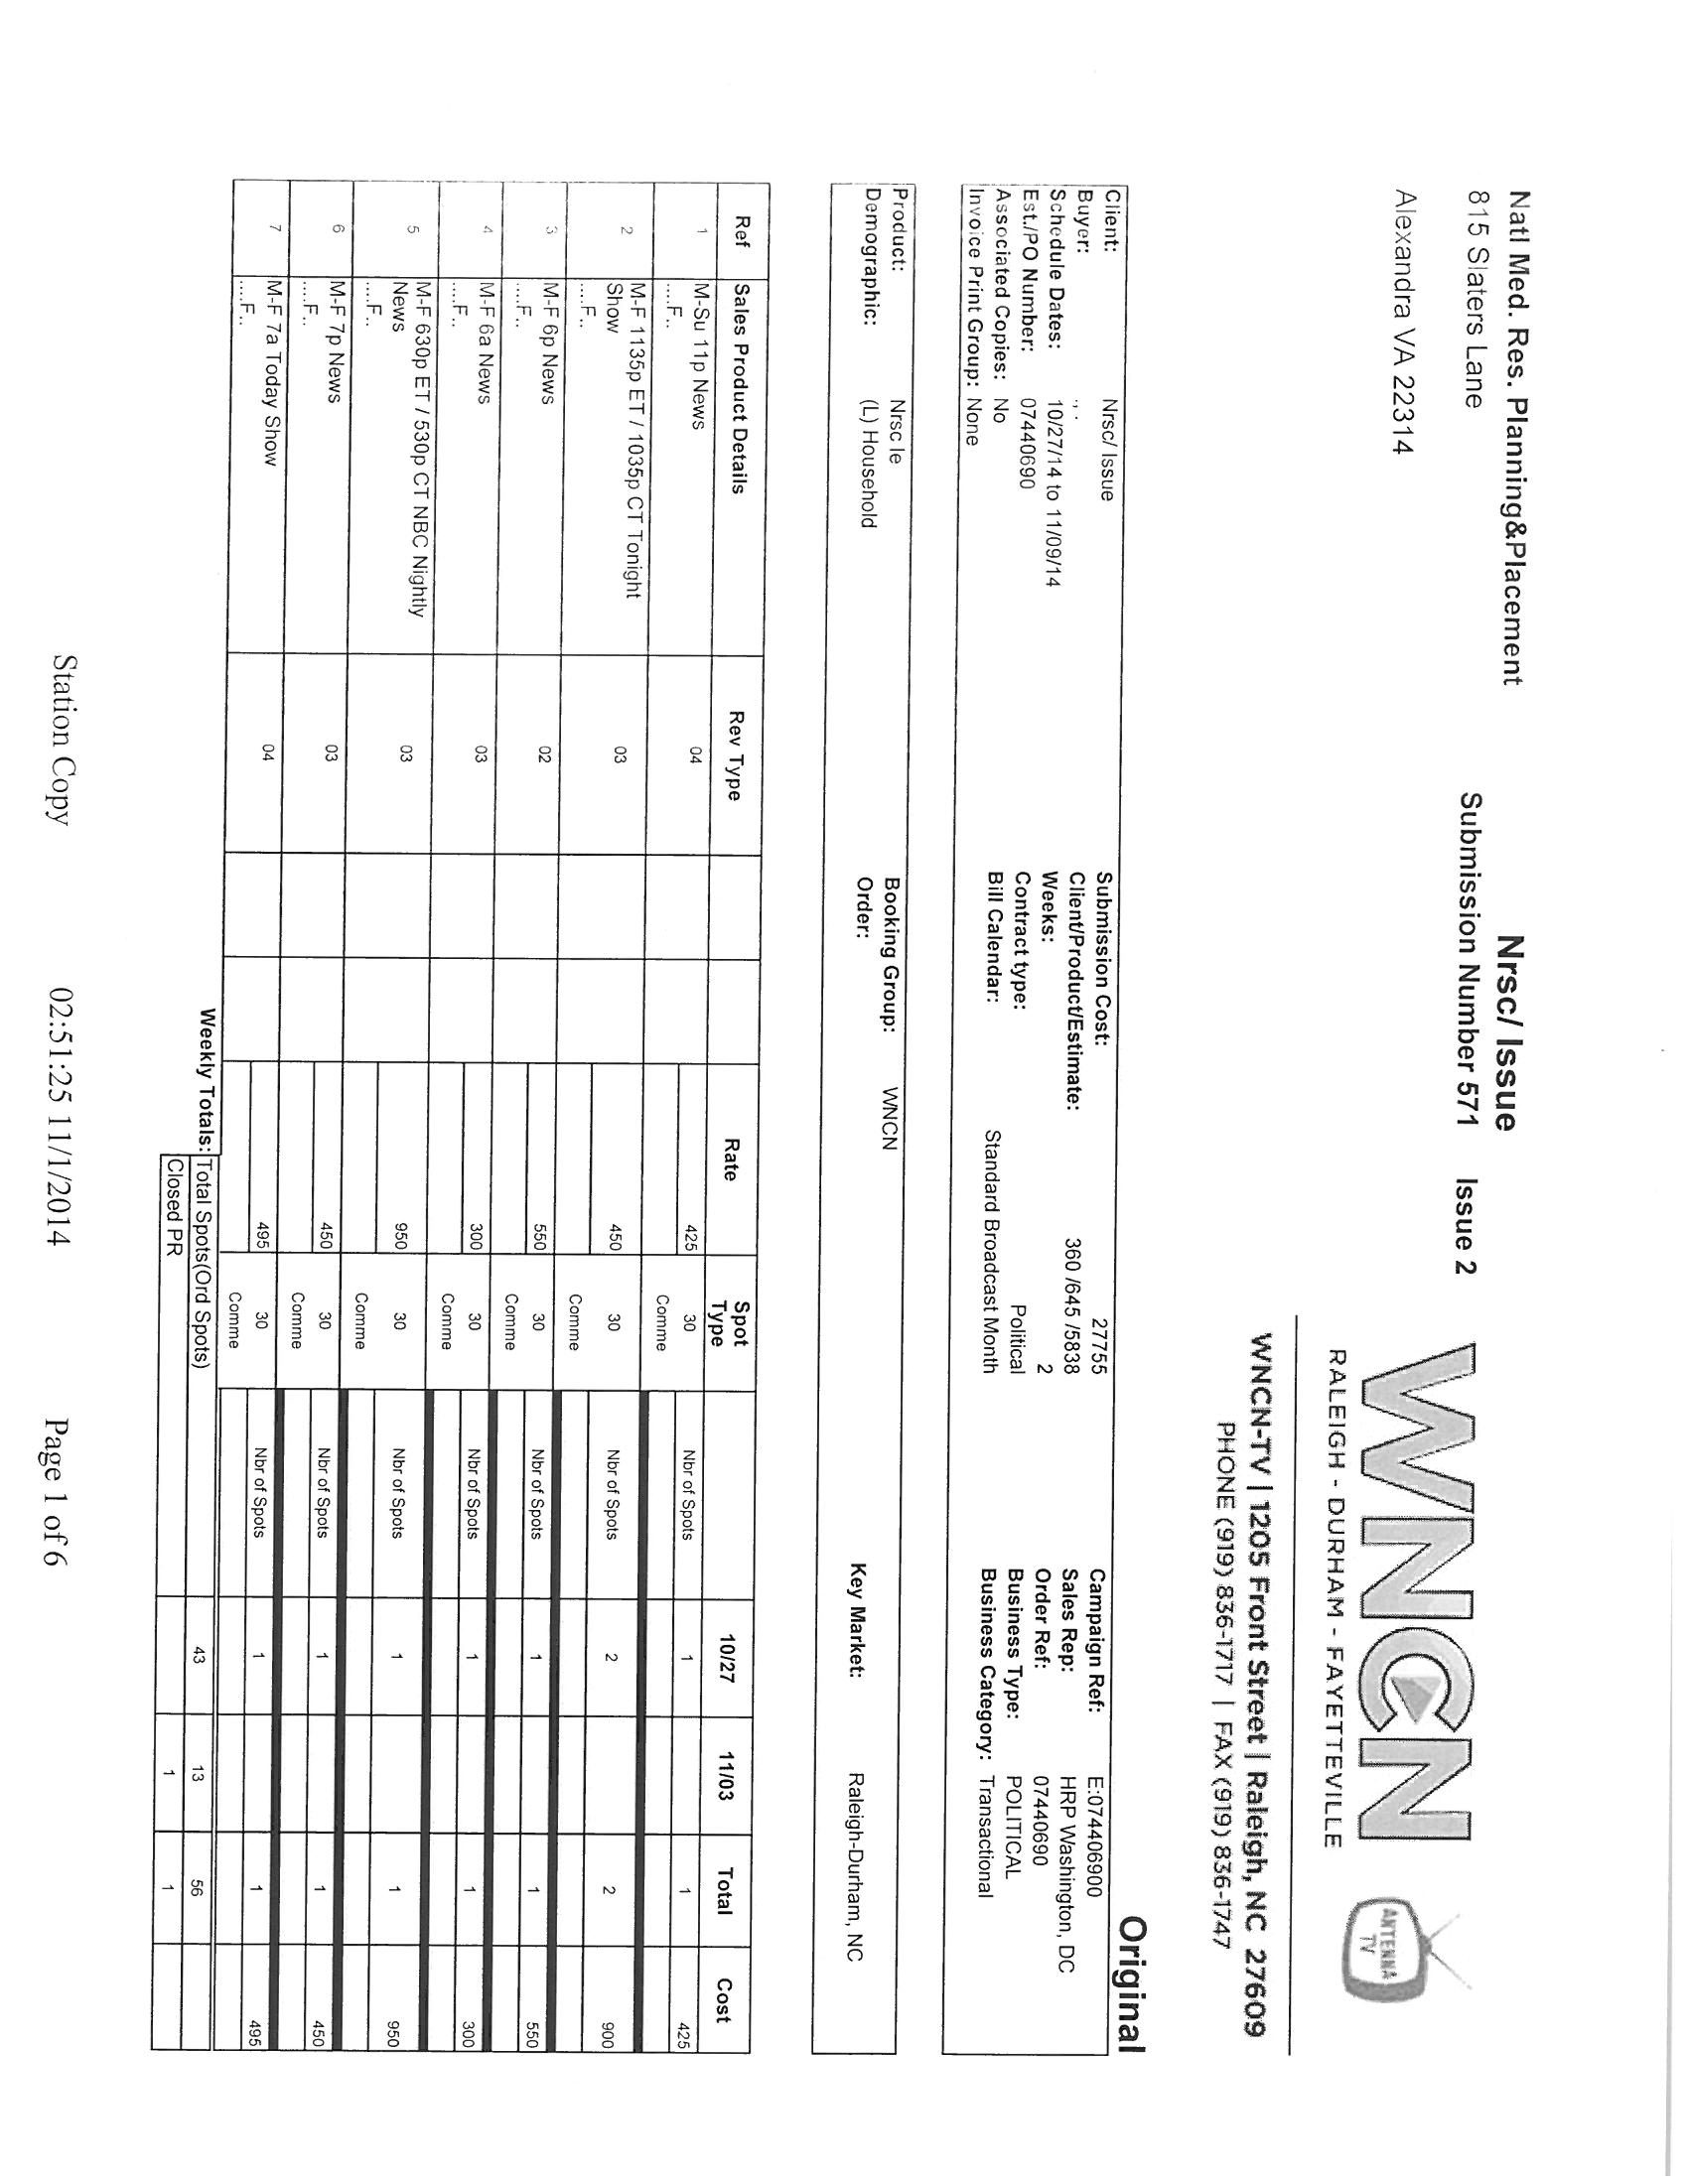 Natl Med. Res. Planning&Placement
815 Slaters Lane
Alexandra VA 22314
Nrsc/ Issue
Submission Number 571 Issue 2
WNCN
RALEIGH - DURHAM - FAYETTEVILLE
ANTENNA TV
WNCN-TV | 1205 Front Street | Raleigh, NC 27609
PHONE (919) 836-1717 | FAX (919) 836-1747
Original
Client: Nrsc/ Issue Submission Cost: 27755 Campaign Ref: E:074406900
Buyer: ., . Client/Product/Estimate: 360 /645 /5838 Sales Rep: HRP Washington, DC
Schedule Dates: 10/27/14 to 11/09/14 Weeks: 2 Order Ref: 07440690
Est./PO Number: 07440690 Contract type: Political Business Type: POLITICAL
Associated Copies: No Bill Calendar: Standard Broadcast Month Business Category: Transactional
Invoice Print Group: None
Product: Nrsc Ie Booking Group: WNCN
Demographic: (L) Household Order: Key Market: Raleigh-Durham, NC
Ref Sales Product Details Rev Type Rate Spot Type 10/27 11/03 Total Cost
1 M-Su 11p News 04 425 30 Nbr of Spots 1 1 425
....F.. Comme
2 M-F 1135p ET / 1035p CT Tonight
Show 03 450 30 Nbr of Spots 2 2 900
....F.. Comme
3 M-F 6p News 02 550 30 Nbr of Spots 1 1 550
....F.. Comme
4 M-F 6a News 03 300 30 Nbr of Spots 1 1 300
....F.. Comme
5 M-F 630p ET / 530p CT NBC Nightly
News 03 950 30 Nbr of Spots 1 1 950
....F.. Comme
6 M-F 7p News 03 450 30 Nbr of Spots 1 1 450
....F.. Comme
7 M-F 7a Today Show 04 495 30 Nbr of Spots 1 1 495
....F.. Comme
Weekly Totals: Total Spots(Ord Spots) 43 13 56
Closed PR 1 1
Station Copy 02:51:25 11/1/2014 Page 1 of 6